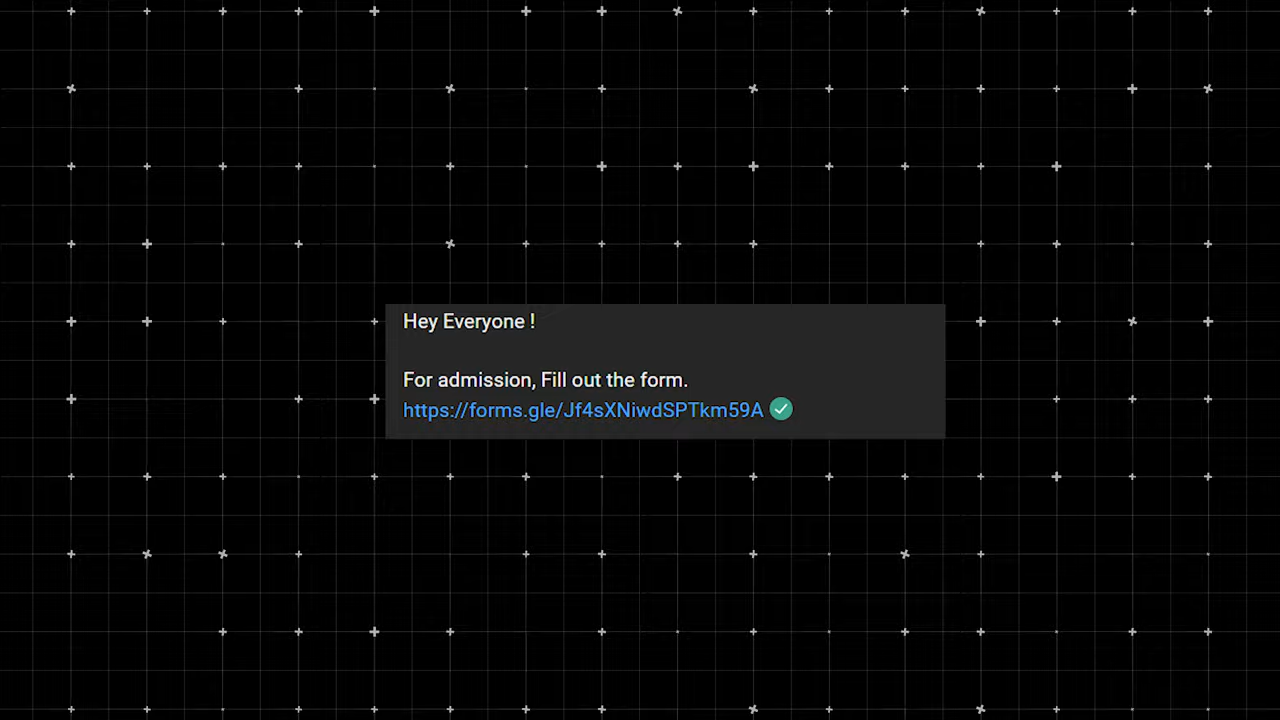 Hey Everyone !
For admission, Fill out the form.
https://forms.gle/Jf4sXNiwdSPTkm59A